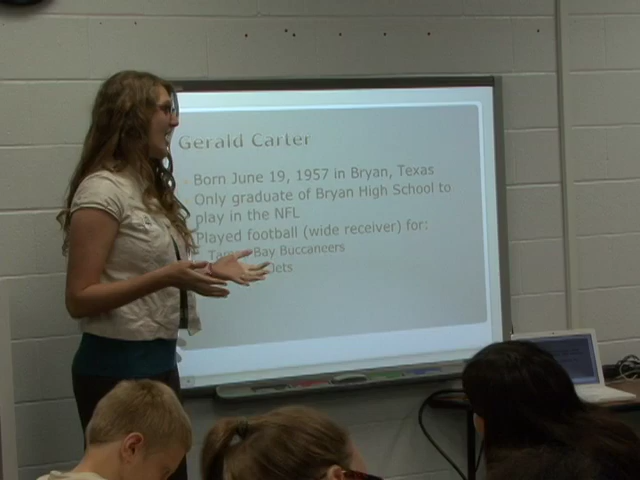 Gerald Carter
Born June 19, 1957 in Bryan, Texas
Only graduate of Bryan High School to
play in the NFL
Played football (wide receiver) for:
Bay Buccaneers
Jets